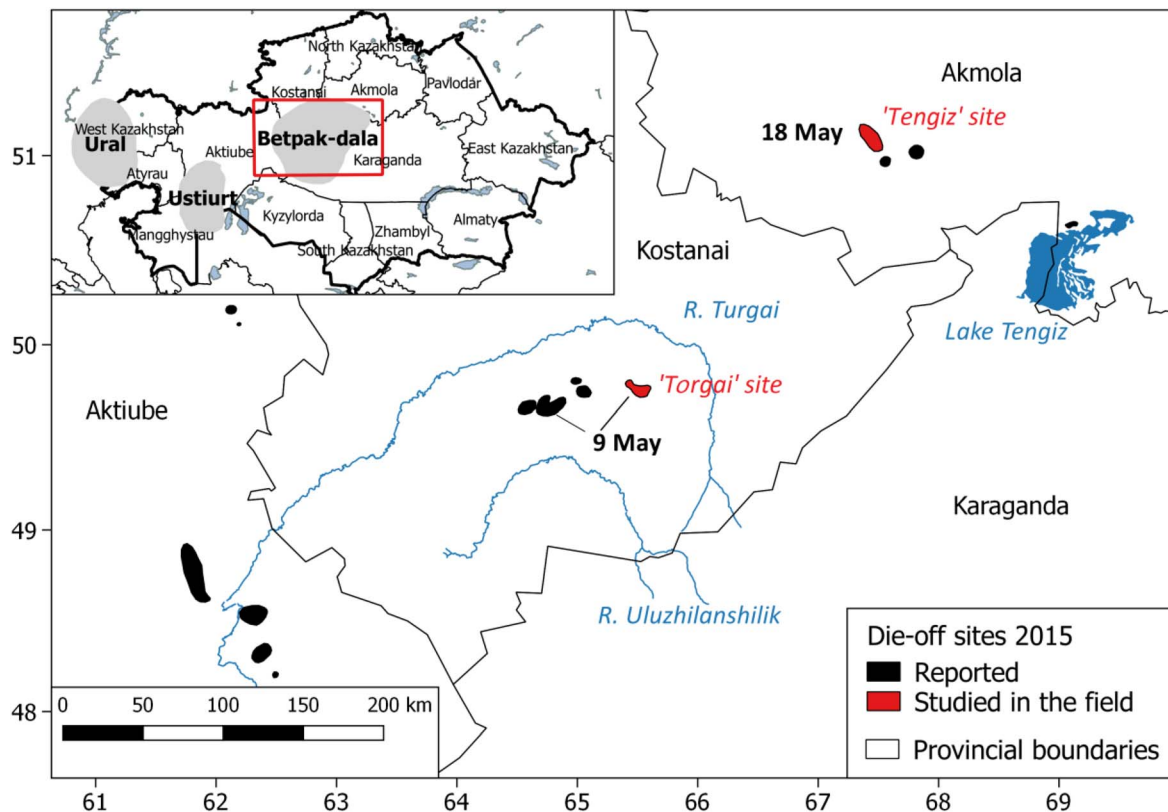 North Kazakhstan
Kostanai
Akmola
Pavlodar
West Kazakhstan
Ural
Aktiube
Betpak-dala
Karaganda
East Kazakhstan
Atyrau
Ustiurt
Kyzylorda
Almaty
Mangghystau
Zhambyl
South Kazakhstan
Akmola
'Tengiz' site
18 May
Kostanai
R. Turgai
Lake Tengiz
'Torgai' site
Aktiube
9 May
Karaganda
R. Uluzhilanshilik
Die-off sites 2015
Reported
Studied in the field
Provincial boundaries
0 50 100 150 200 km
51
50
49
48
61 62 63 64 65 66 67 68 69